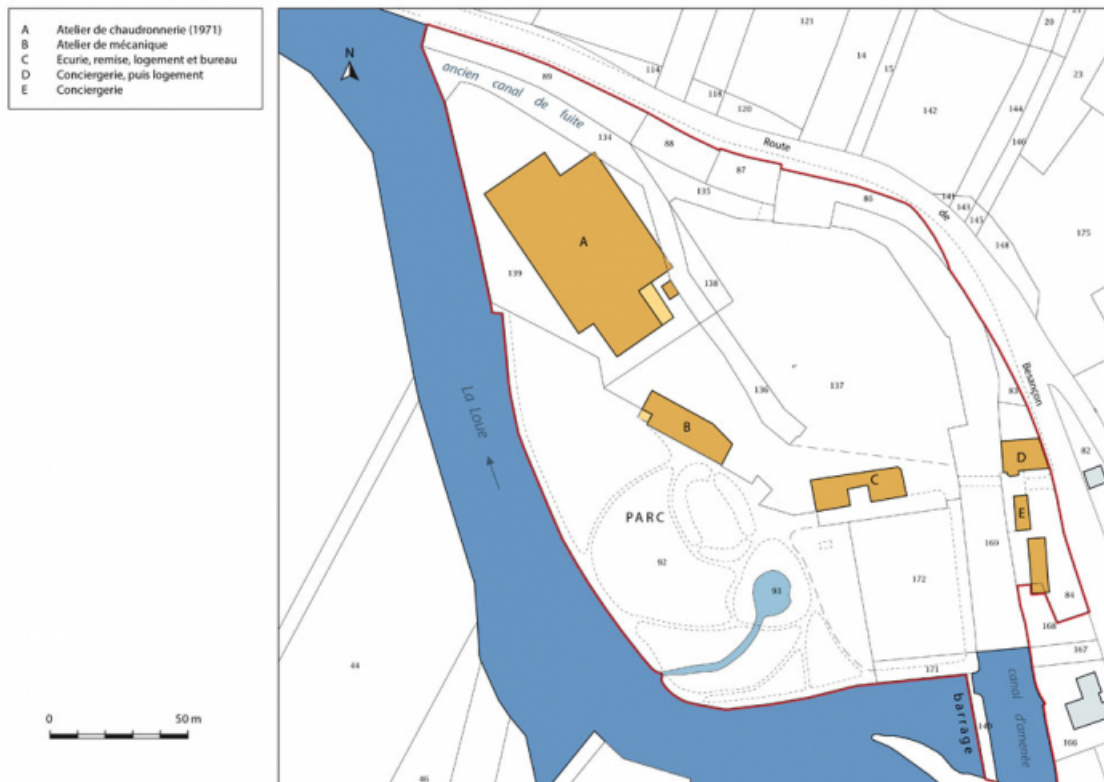 A Atelier de chaudronnerie (1971)
B Atelier de mécanique
C Ecurie, remise, logement et bureau
D Conciergerie, puis logement
E Conciergerie
N
121
20
14
15
23
114
89
118
120
142
144
146
ancien canal de fuite
134
88
87
135
Route de Besançon
86
141
143
145
148
175
A
139
138
136
137
83
82
La Loue
B
C
D
E
PARC
92
93
172
169
84
168
167
171
44
46
0 50 m
barrage
149
canal d'amenée
166